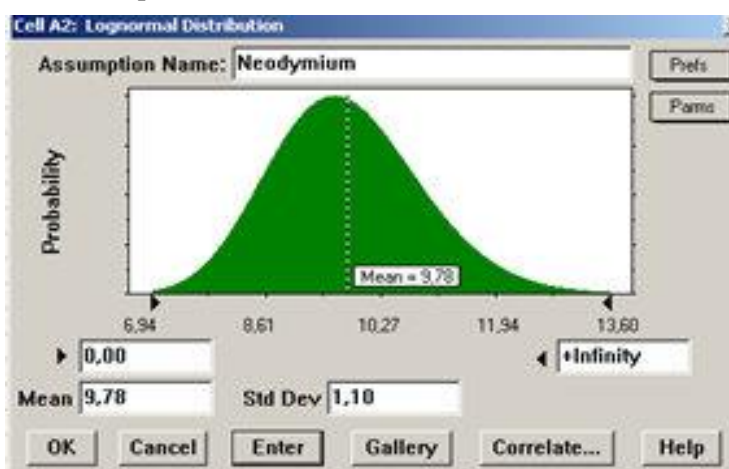 Cell A2: Lognormal Distribution
Assumption Name: Neodymium
Prefs
Parms
Probability
Mean = 9,78
6,94 8,61 10,27 11,94 13,60
0,00 +Infinity
Mean 9,78 Std Dev 1,10
OK Cancel Enter Gallery Correlate... Help